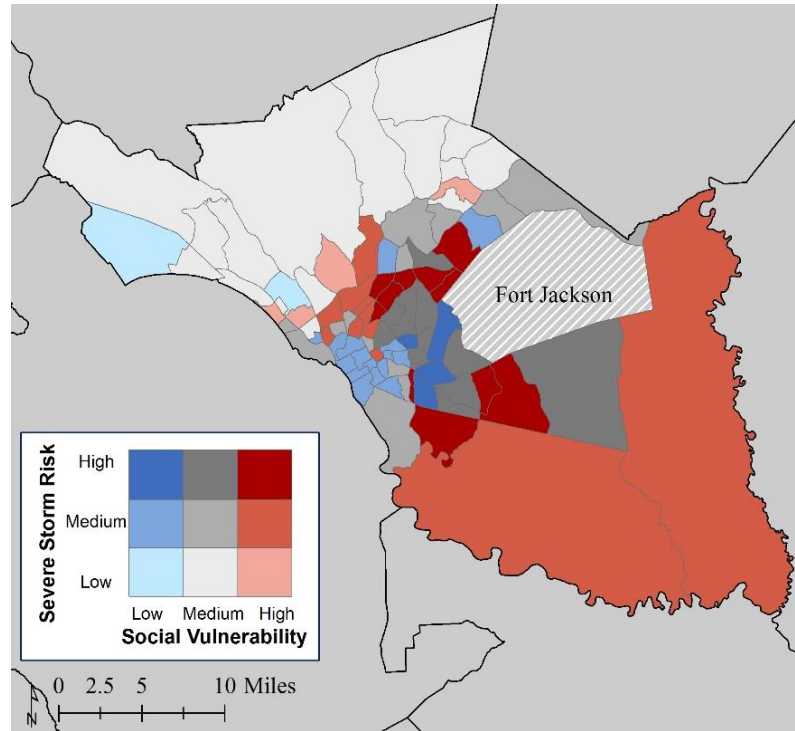 Fort Jackson
Severe Storm Risk
High
Medium
Low
Low Medium High
Social Vulnerability
0 2.5 5 10 Miles
N